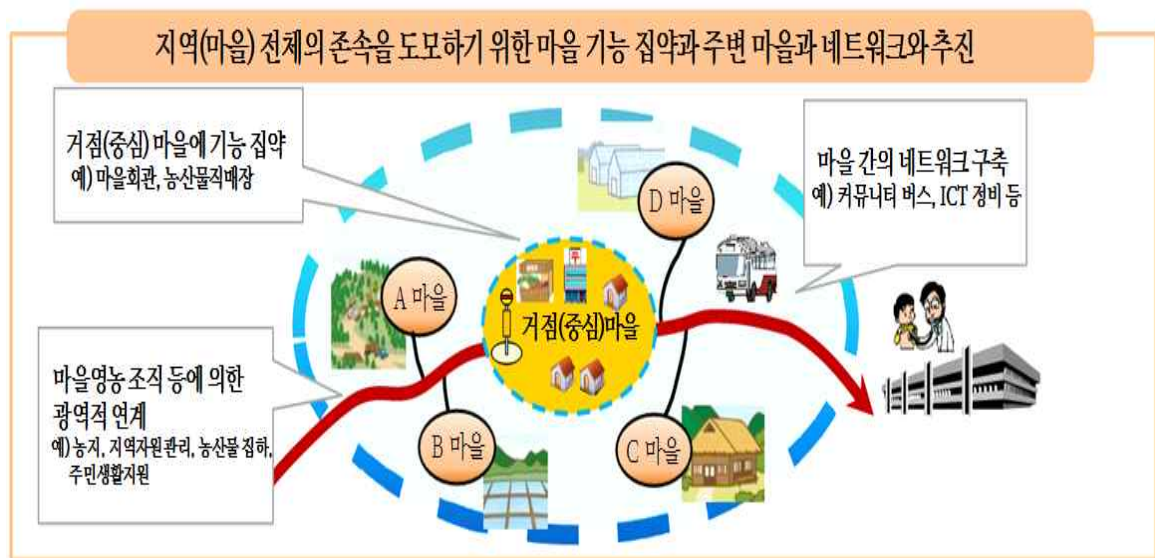 지역(마을) 전체의 존속을 도모하기 위한 마을 기능 집약과 주변 마을과 네트워크와 추진
거점(중심) 마을에 기능 집약
예) 마을회관, 농산물직매장
마을 간의 네트워크 구축
예) 커뮤니티 버스, ICT 정비 등
D 마을
A 마을
거점(중심)마을
마을영농조직 등에 의한
광역적 연계
예) 농지, 지역자원관리, 농산물 집하,
주민생활지원
B 마을
C 마을